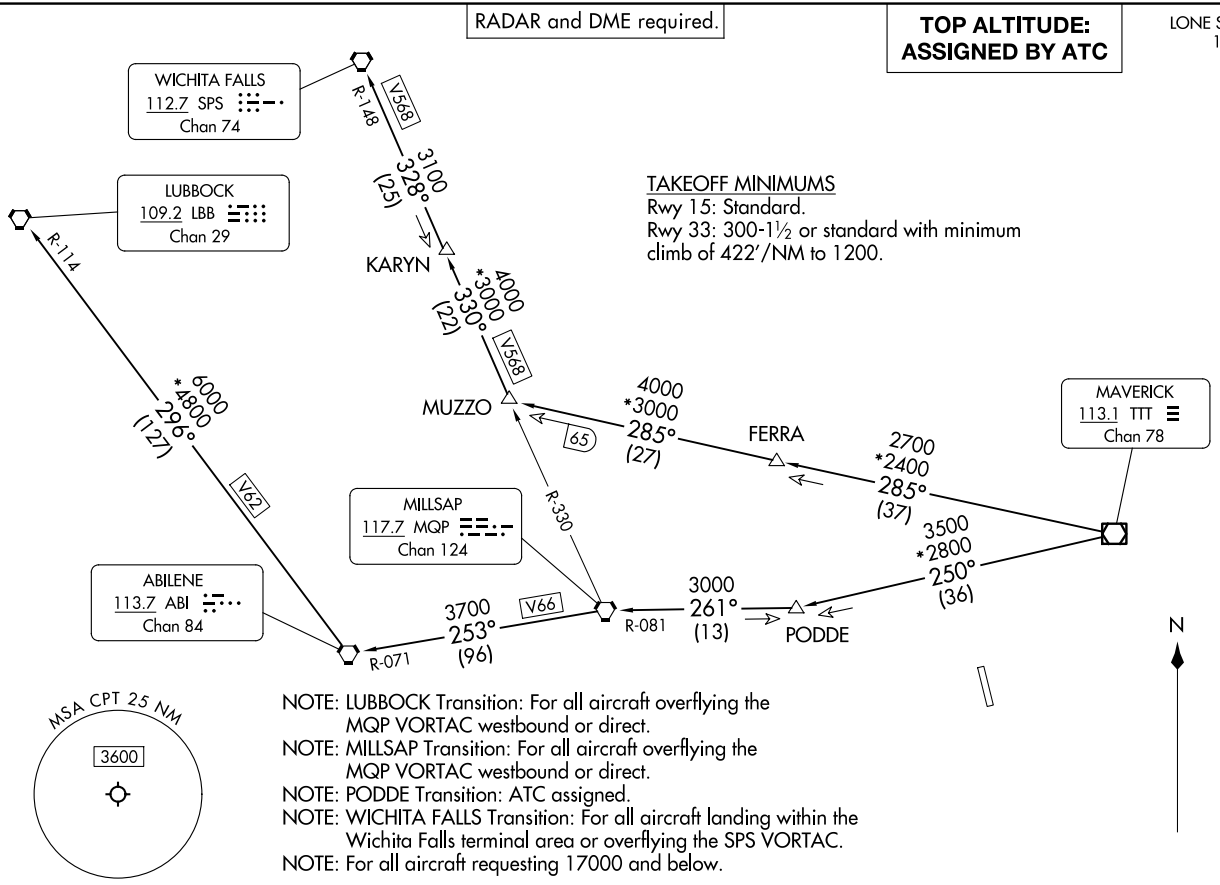 RADAR and DME required.
TOP ALTITUDE:
ASSIGNED BY ATC
LONE S
1
WICHITA FALLS
112.7 SPS
Chan 74
R-148
V568
3100
328°
(25)
LUBBOCK
109.2 LBB
Chan 29
R-114
TAKEOFF MINIMUMS
Rwy 15: Standard.
Rwy 33: 300-1½ or standard with minimum
climb of 422'/NM to 1200.
KARYN
4000
*3000
330°
(22)
V568
6000
*4800
296°
(127)
V62
MUZZO
65
4000
*3000
285°
(27)
FERRA
2700
*2400
285°
(37)
MAVERICK
113.1 TTT
Chan 78
R-330
MILLSAP
117.7 MQP
Chan 124
3500
*2800
250°
(36)
ABILENE
113.7 ABI
Chan 84
3700
253°
(96)
V66
R-071
R-081
3000
261°
(13)
PODDE
N
MSA CPT 25 NM
3600
NOTE: LUBBOCK Transition: For all aircraft overflying the
MQP VORTAC westbound or direct.
NOTE: MILLSAP Transition: For all aircraft overflying the
MQP VORTAC westbound or direct.
NOTE: PODDE Transition: ATC assigned.
NOTE: WICHITA FALLS Transition: For all aircraft landing within the
Wichita Falls terminal area or overflying the SPS VORTAC.
NOTE: For all aircraft requesting 17000 and below.